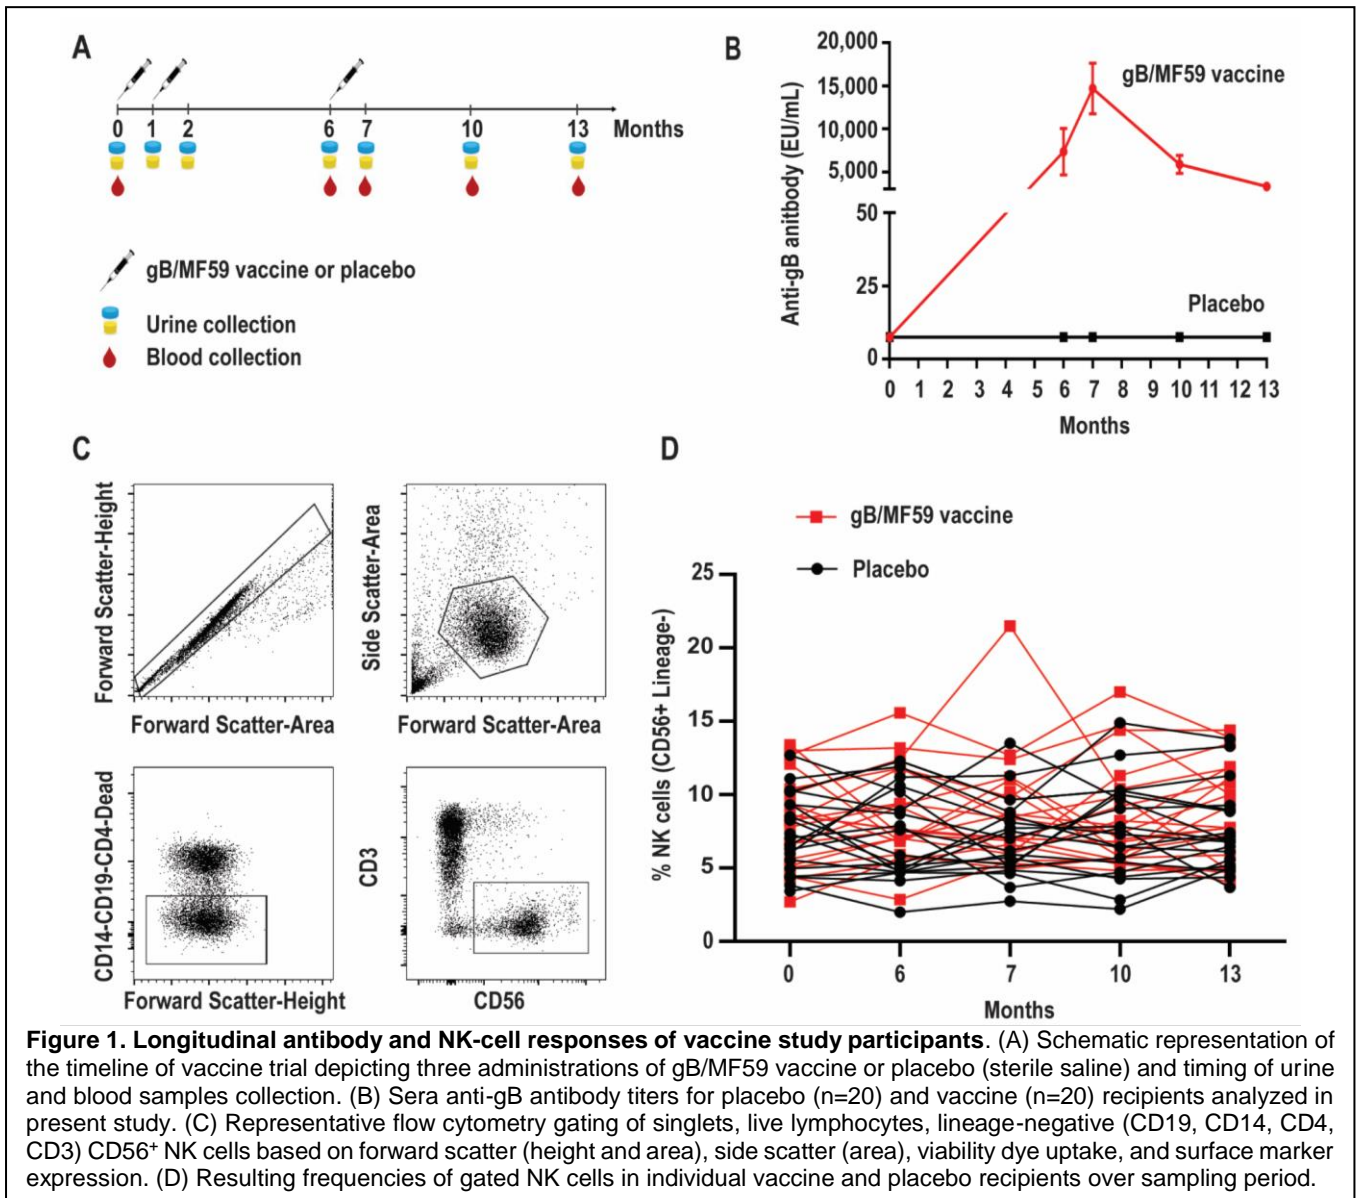 A
0 1 2 6 7 10 13 Months
gB/MF59 vaccine or placebo
Urine collection
Blood collection
B
20,000
15,000
10,000
5,000
50
25
0
Anti-gB anitbody (EU/mL)
gB/MF59 vaccine
Placebo
0 1 2 3 4 5 6 7 8 9 10 11 12 13
Months
C
Forward Scatter-Height
Forward Scatter-Area
Side Scatter-Area
Forward Scatter-Area
CD14-CD19-CD4-Dead
Forward Scatter-Height
CD3
CD56
D
gB/MF59 vaccine
Placebo
25
20
15
10
5
0
% NK cells (CD56+ Lineage-)
0 6 7 10 13
Months
Figure 1. Longitudinal antibody and NK-cell responses of vaccine study participants. (A) Schematic representation of
the timeline of vaccine trial depicting three administrations of gB/MF59 vaccine or placebo (sterile saline) and timing of urine
and blood samples collection. (B) Sera anti-gB antibody titers for placebo (n=20) and vaccine (n=20) recipients analyzed in
present study. (C) Representative flow cytometry gating of singlets, live lymphocytes, lineage-negative (CD19, CD14, CD4,
CD3) CD56⁺ NK cells based on forward scatter (height and area), side scatter (area), viability dye uptake, and surface marker
expression. (D) Resulting frequencies of gated NK cells in individual vaccine and placebo recipients over sampling period.